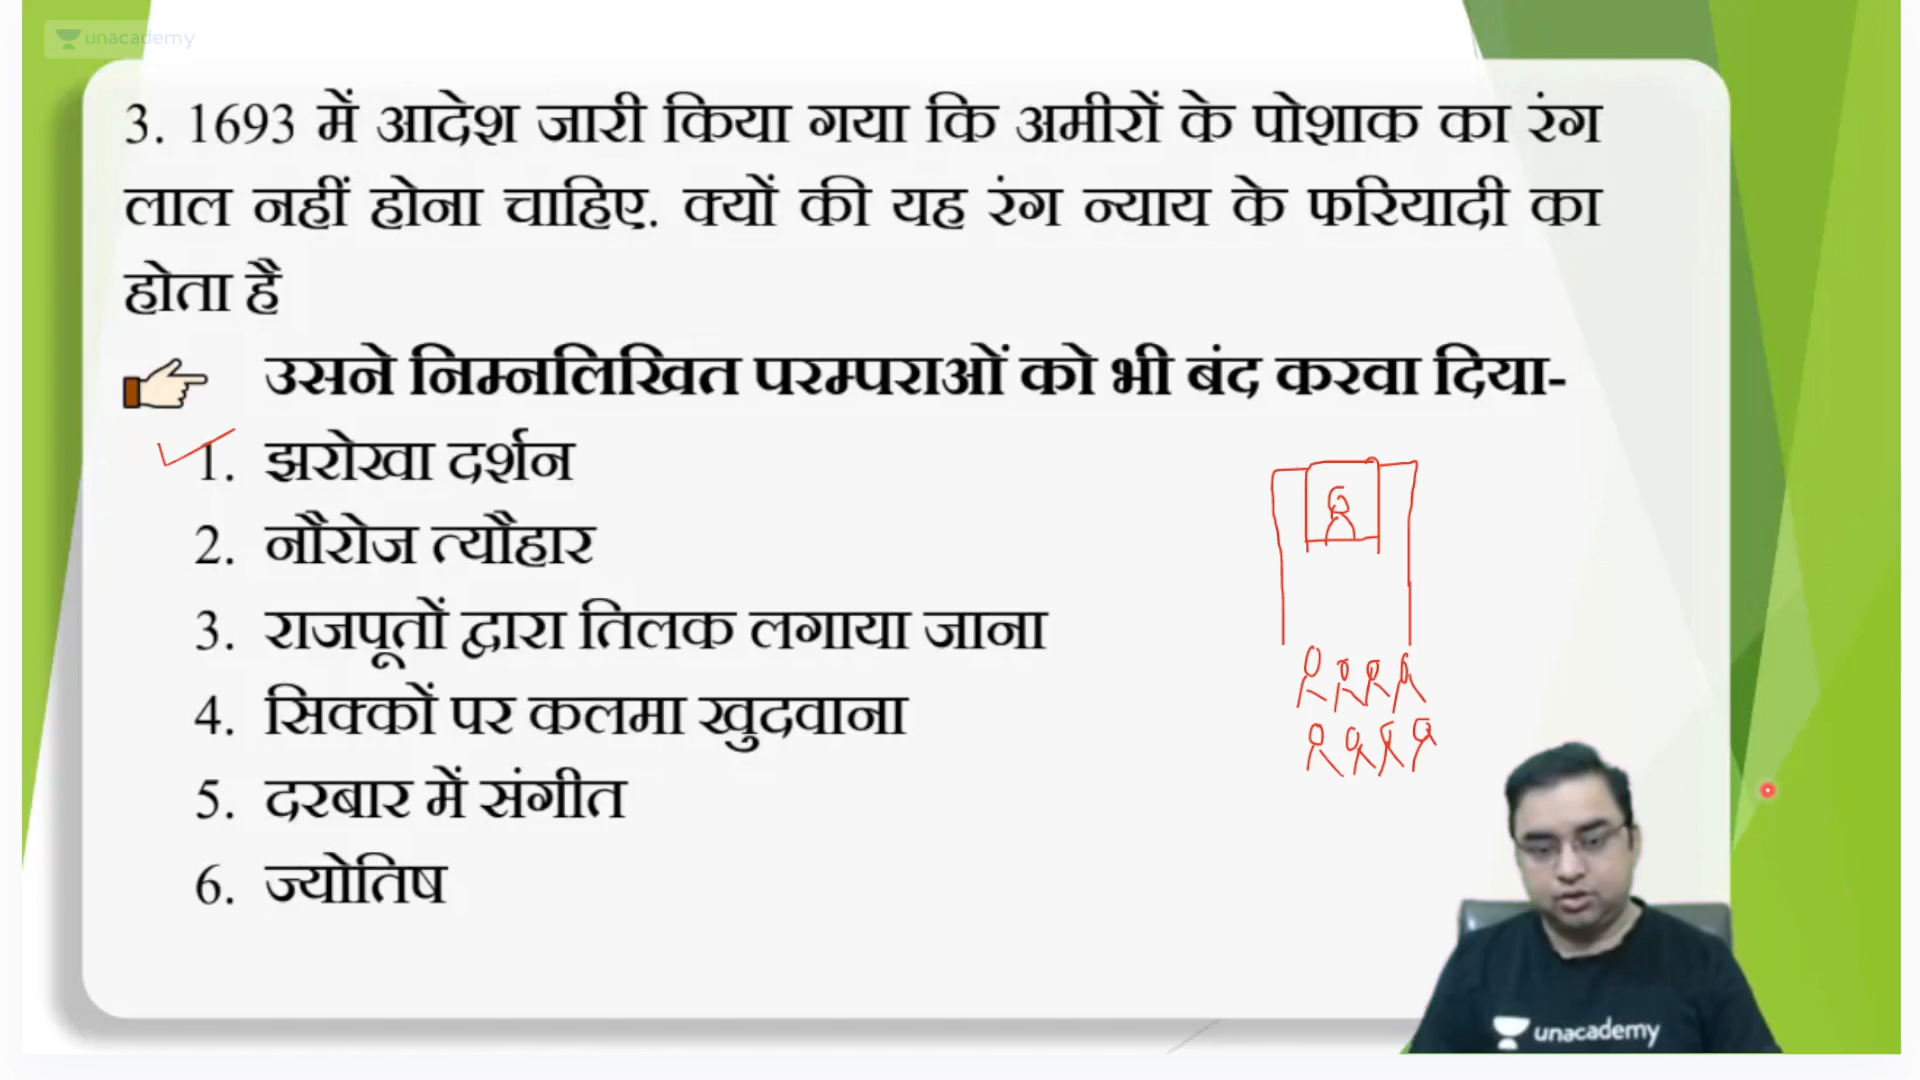 unacademy
3. 1693 में आदेश जारी किया गया कि अमीरों के पोशाक का रंग
लाल नहीं होना चाहिए. क्यों की यह रंग न्याय के फरियादी का
होता है
उसने निम्नलिखित परम्पराओं को भी बंद करवा दिया-
1. झरोखा दर्शन
2. नौरोज त्यौहार
3. राजपूतों द्वारा तिलक लगाया जाना
4. सिक्कों पर कलमा खुदवाना
5. दरबार में संगीत
6. ज्योतिष
unacademy